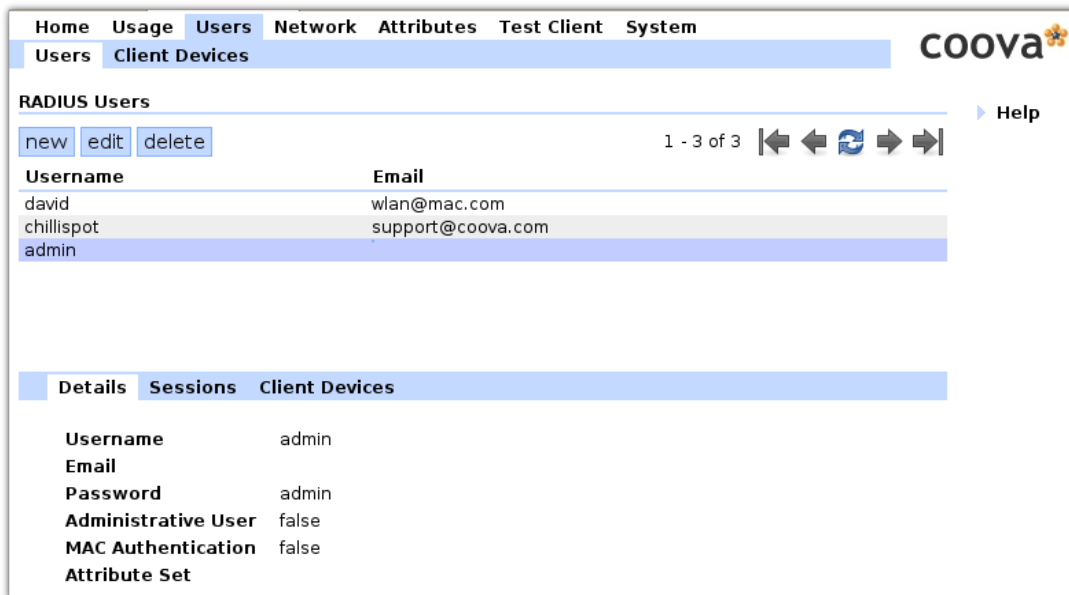 Home Usage Users Network Attributes Test Client System
coova
Users Client Devices
RADIUS Users
Help
new edit delete
1 - 3 of 3
Username Email
david wlan@mac.com
chillispot support@coova.com
admin
Details Sessions Client Devices
Username admin
Email
Password admin
Administrative User false
MAC Authentication false
Attribute Set